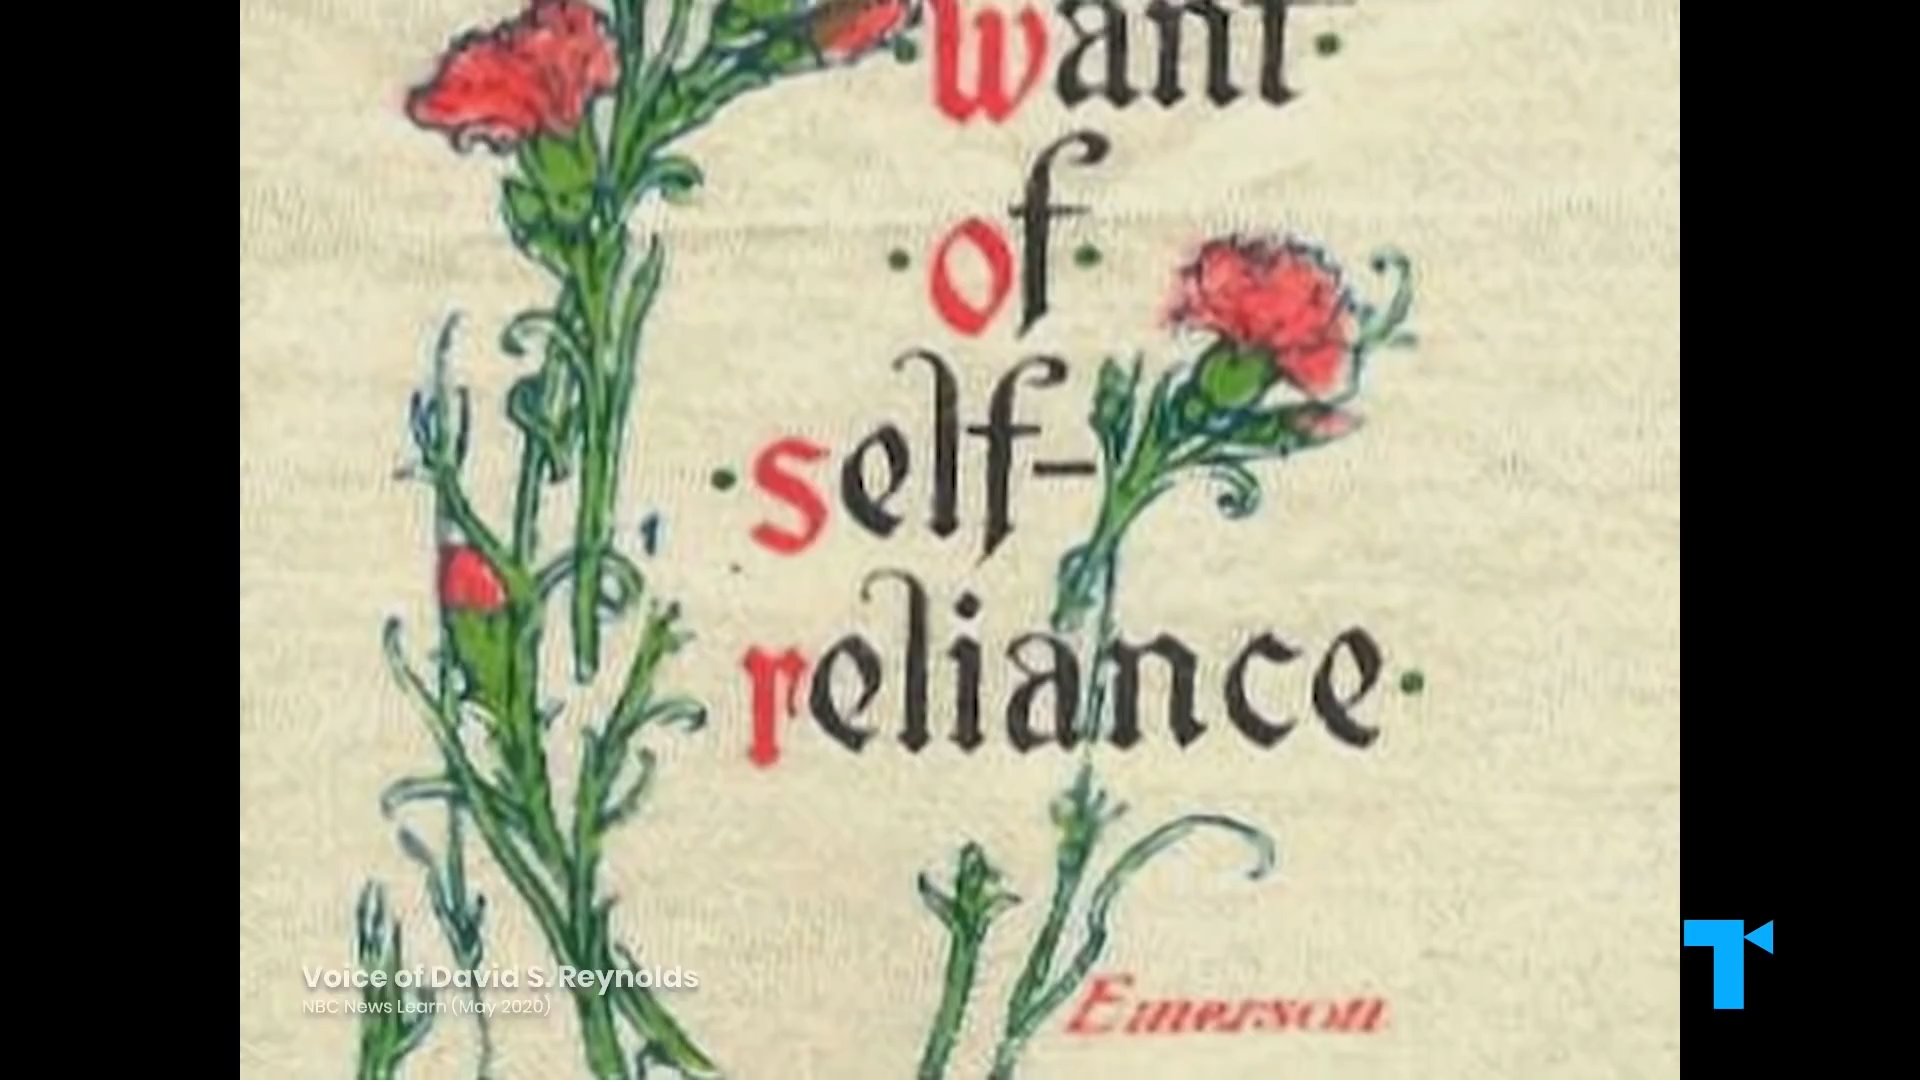 want
of
self-
reliance
Emerson
Voice of David S. Reynolds
NBC News Learn (May 2020)